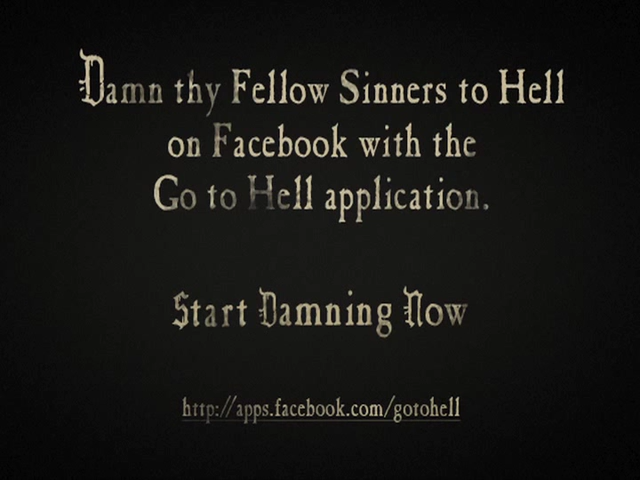 Damn thy Fellow Sinners to Hell
on Facebook with the
Go to Hell application.
Start Damning Now
http://apps.facebook.com/gotohell